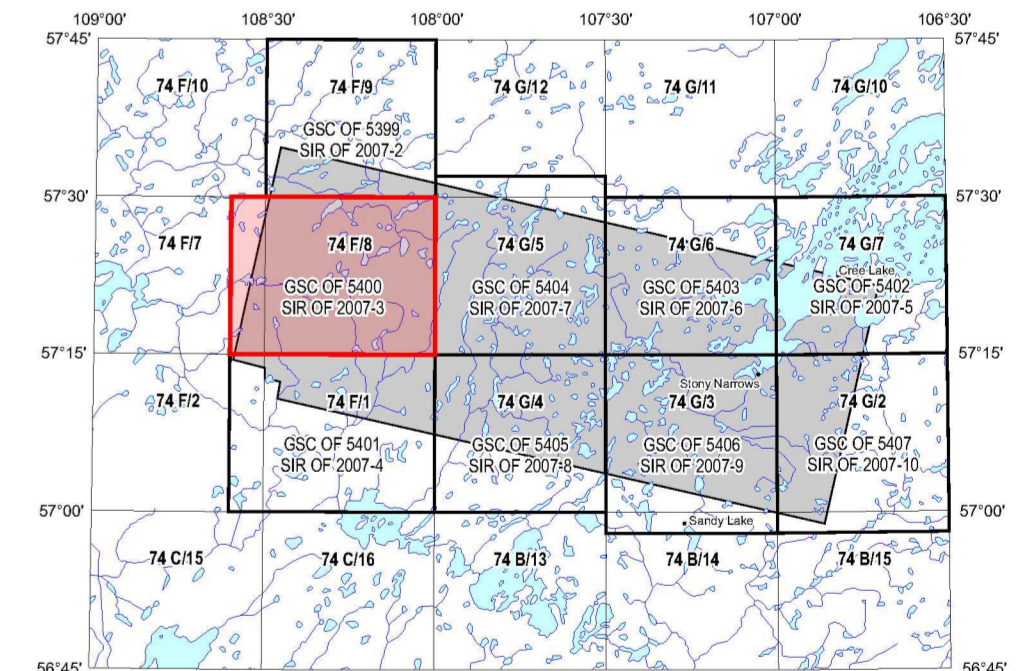 109°00' 108°30' 108°00' 107°30' 107°00' 106°30'
57°45' 57°45'
74 F/10 74 F/9 74 G/12 74 G/11 74 G/10
GSC OF 5399
SIR OF 2007-2
57°30' 57°30'
74 F/7 74 F/8 74 G/5 74 G/6 74 G/7
Cree Lake
GSC OF 5400 GSC OF 5404 GSC OF 5403 GSC OF 5402
SIR OF 2007-3 SIR OF 2007-7 SIR OF 2007-6 SIR OF 2007-5
57°15' 57°15'
Stony Narrows
74 F/2 74 F/1 74 G/4 74 G/3 74 G/2
GSC OF 5401 GSC OF 5405 GSC OF 5406 GSC OF 5407
SIR OF 2007-4 SIR OF 2007-8 SIR OF 2007-9 SIR OF 2007-10
57°00' 57°00'
Sandy Lake
74 C/15 74 C/16 74 B/13 74 B/14 74 B/15
56°45' 56°45'